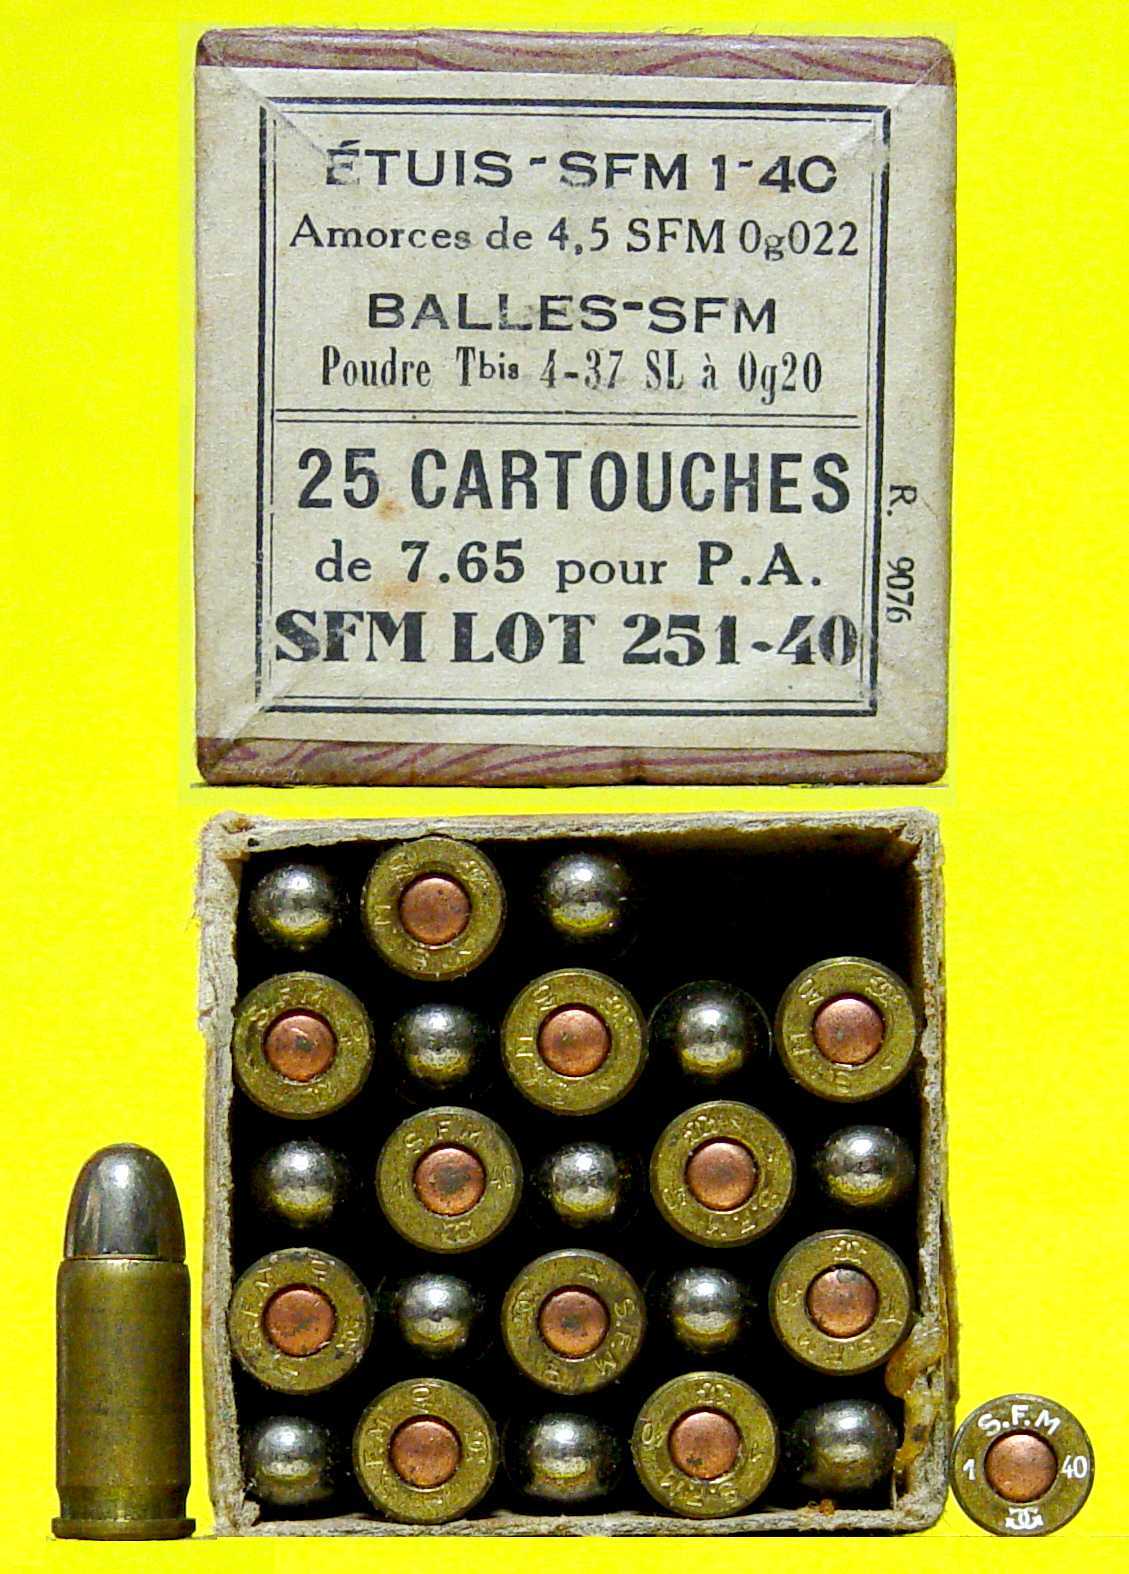 ÉTUIS - SFM 1-40
Amorces de 4,5 SFM 0g022
BALLES-SFM
Poudre Tbis 4-37 SL à 0g20
25 CARTOUCHES
de 7.65 pour P.A.
SFM LOT 251-40
R. 9076
S.F.M
1 40